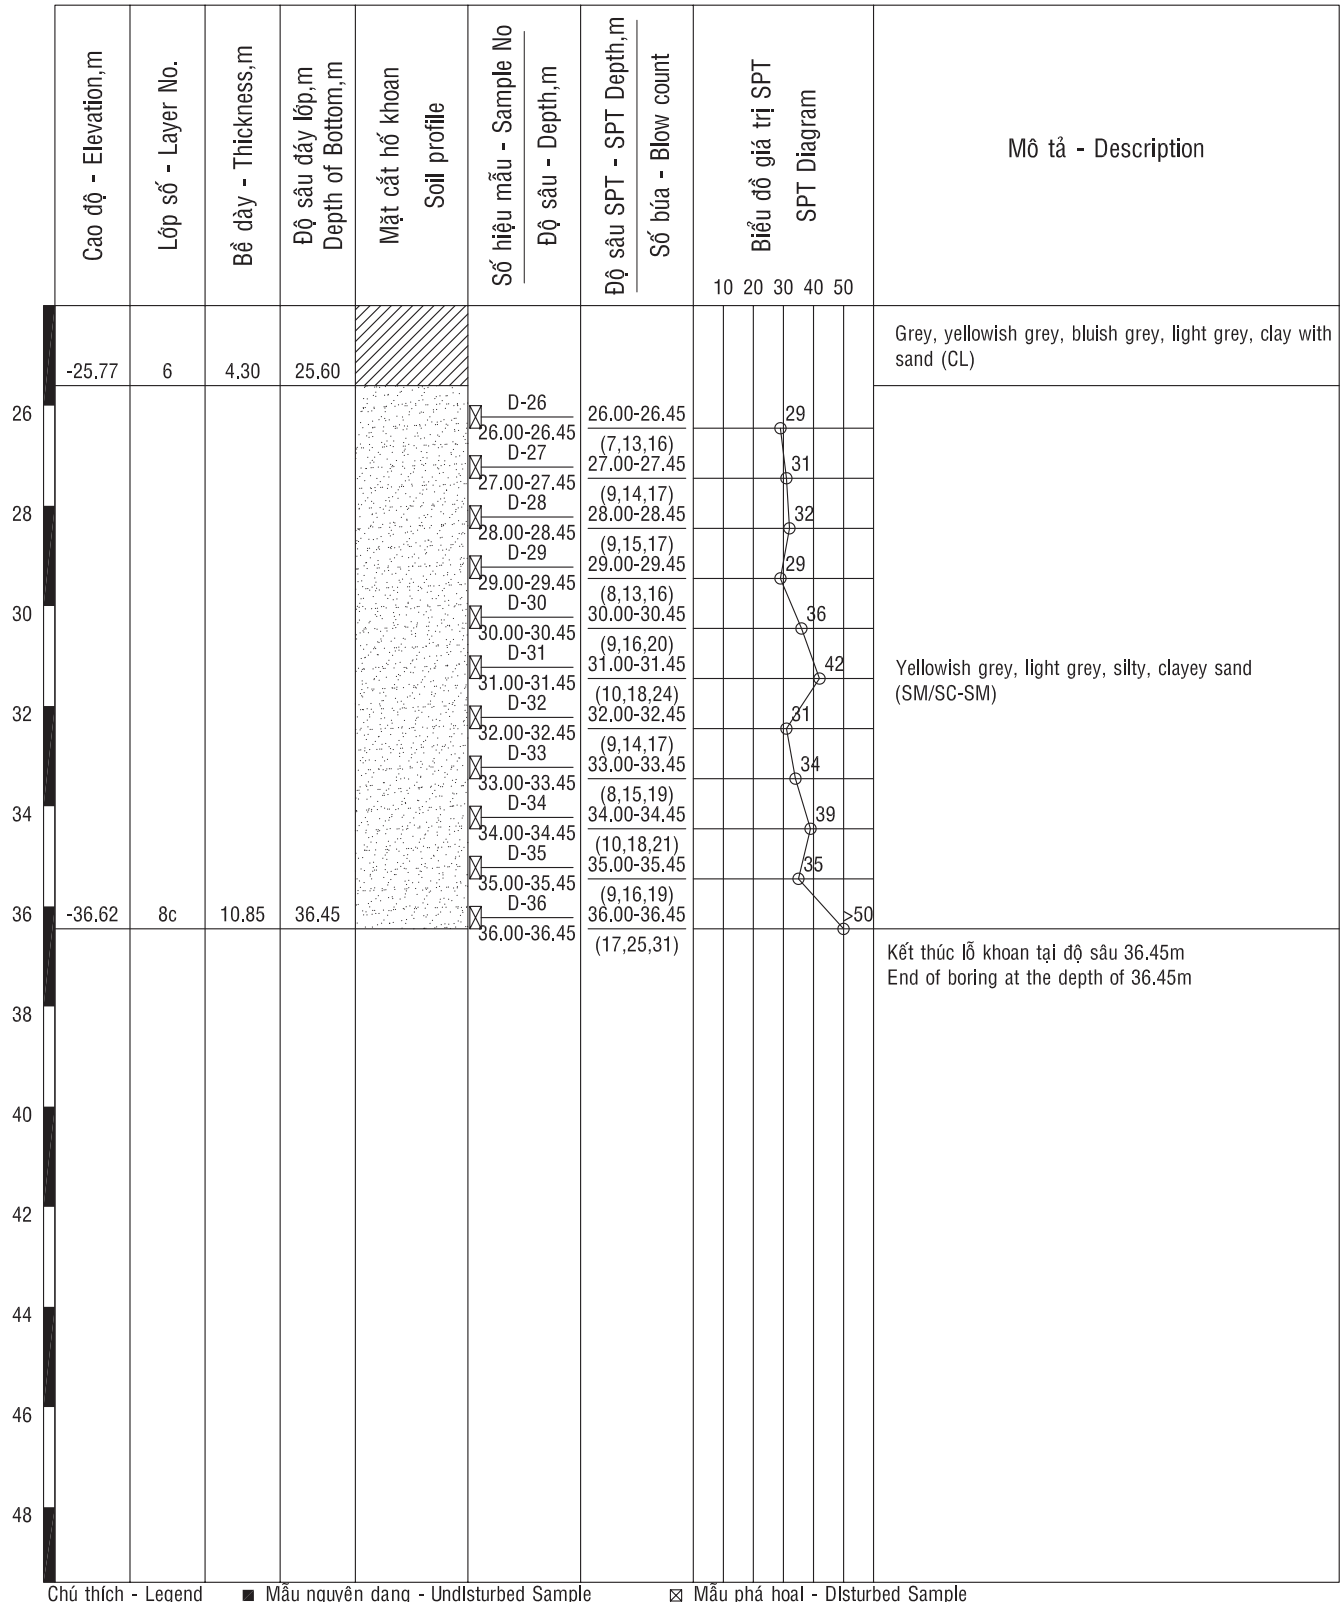 Cao độ - Elevation,m
Lớp số - Layer No.
Bề dày - Thickness,m
Độ sâu đáy lớp,m
Depth of Bottom,m
Mặt cắt hố khoan
Soil profile
Số hiệu mẫu - Sample No
Độ sâu - Depth,m
Độ sâu SPT - SPT Depth,m
Số búa - Blow count
Biểu đồ giá trị SPT
SPT Diagram
10 20 30 40 50
Mô tả - Description
Grey, yellowish grey, bluish grey, light grey, clay with
sand (CL)
-25.77 6 4.30 25.60
26 D-26 26.00-26.45 29
26.00-26.45 (7,13,16)
D-27 27.00-27.45 31
27.00-27.45 (9,14,17)
28 D-28 28.00-28.45 32
28.00-28.45 (9,15,17)
D-29 29.00-29.45 29
29.00-29.45 (8,13,16)
30 D-30 30.00-30.45 36
30.00-30.45 (9,16,20)
D-31 31.00-31.45 42
31.00-31.45 (10,18,24)
Yellowish grey, light grey, silty, clayey sand
(SM/SC-SM)
32 D-32 32.00-32.45 31
32.00-32.45 (9,14,17)
D-33 33.00-33.45 34
33.00-33.45 (8,15,19)
34 D-34 34.00-34.45 39
34.00-34.45 (10,18,21)
D-35 35.00-35.45 35
35.00-35.45 (9,16,19)
36 -36.62 8c 10.85 36.45 D-36 36.00-36.45 >50
36.00-36.45 (17,25,31)
Kết thúc lỗ khoan tại độ sâu 36.45m
End of boring at the depth of 36.45m
38
40
42
44
46
48
Chú thích - Legend Mẫu nguyên dạng - Undisturbed Sample Mẫu phá hoại - Disturbed Sample